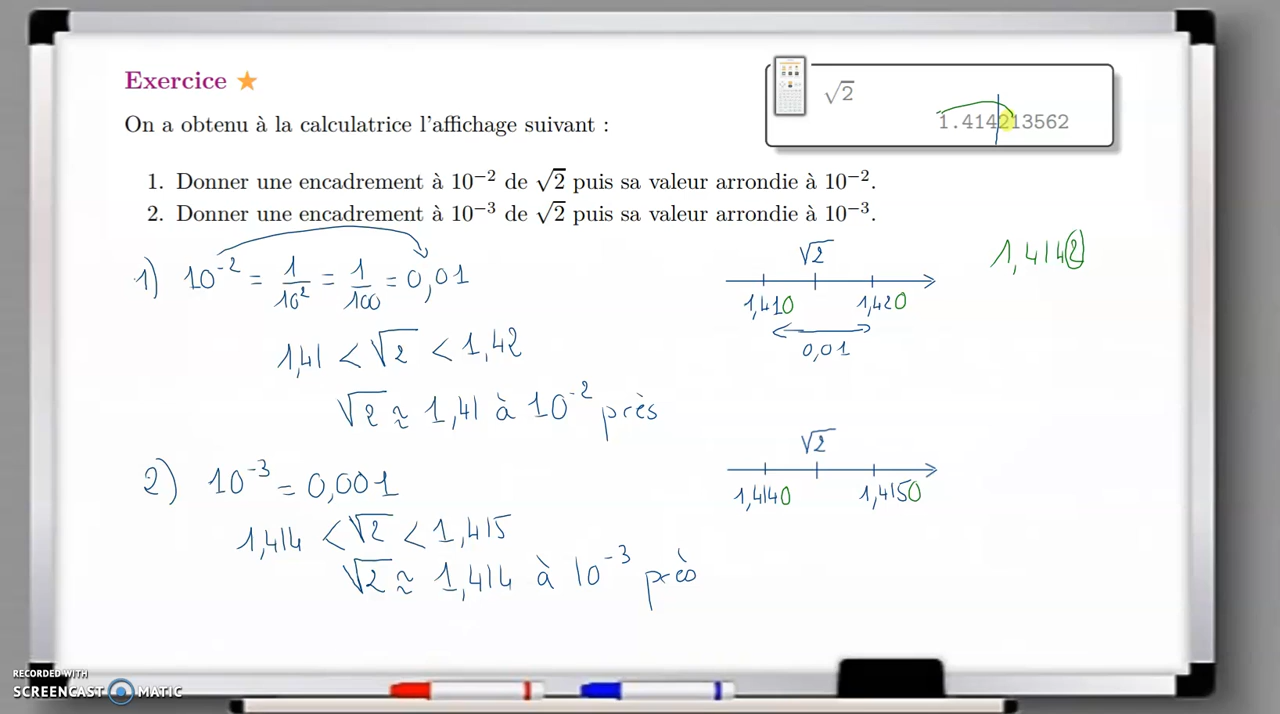 Exercice
√2
1.414213562
On a obtenu à la calculatrice l'affichage suivant :
1. Donner une encadrement à 10⁻² de √2 puis sa valeur arrondie à 10⁻².
2. Donner une encadrement à 10⁻³ de √2 puis sa valeur arrondie à 10⁻³.
1) 10⁻² = 1/10² = 1/100 = 0,01
1,41 < √2 < 1,42
√2 ≈ 1,41 à 10⁻² près
√2
1,410 1,420
0,01
1,4142
2) 10⁻³ = 0,001
1,414 < √2 < 1,415
√2 ≈ 1,414 à 10⁻³ près
√2
1,4140 1,4150
RECORDED WITH
SCREENCAST MATIC